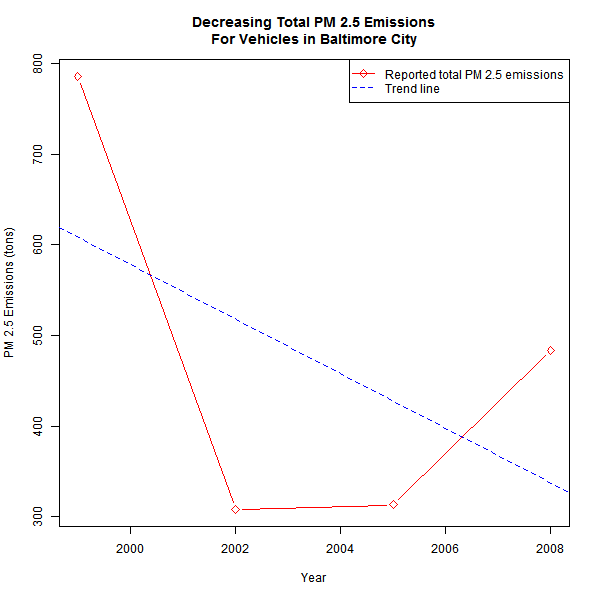 Decreasing Total PM 2.5 Emissions
For Vehicles in Baltimore City
Reported total PM 2.5 emissions
Trend line
PM 2.5 Emissions (tons)
800
700
600
500
400
300
2000 2002 2004 2006 2008
Year